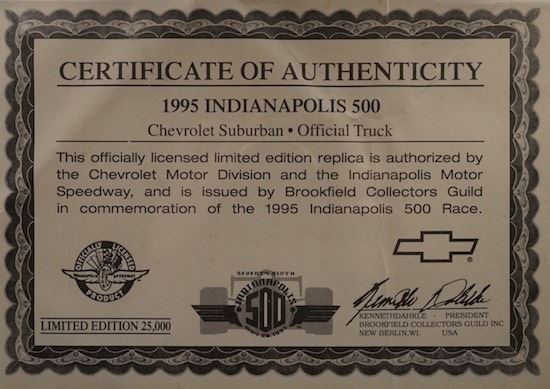 CERTIFICATE OF AUTHENTICITY
1995 INDIANAPOLIS 500
Chevrolet Suburban • Official Truck
This officially licensed limited edition replica is authorized by
the Chevrolet Motor Division and the Indianapolis Motor
Speedway, and is issued by Brookfield Collectors Guild
in commemoration of the 1995 Indianapolis 500 Race.
OFFICIALLY LICENSED
INDIANAPOLIS SPEEDWAY
PRODUCT
LIMITED EDITION 25,000
INDIANAPOLIS
500
KENNETH DAHLKE • PRESIDENT
BROOKFIELD COLLECTORS GUILD INC
NEW BERLIN, WI. USA